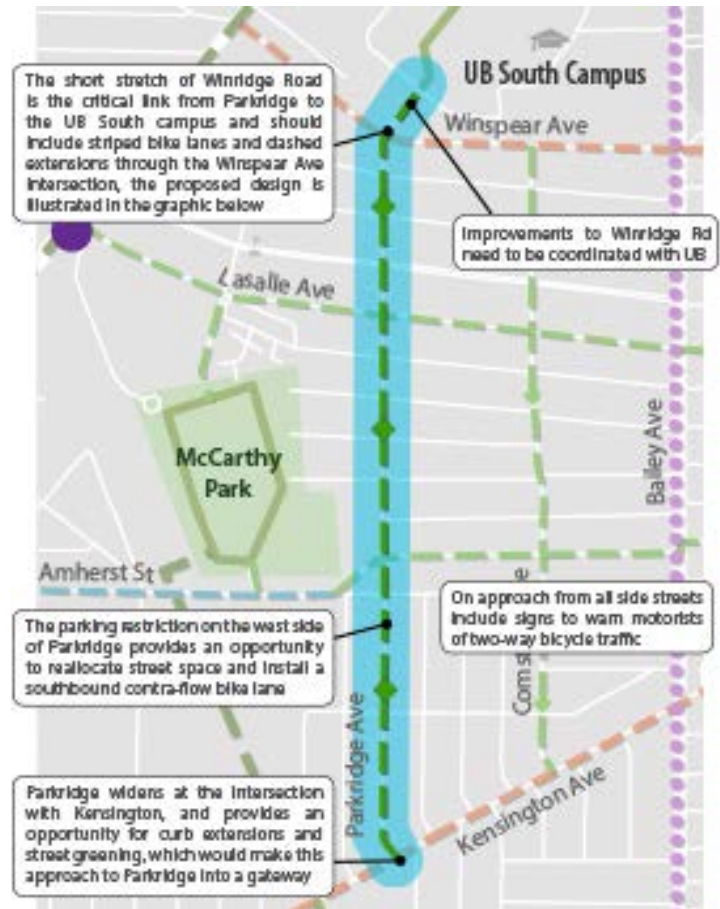 UB South Campus
The short stretch of Winridge Road
is the critical link from Parkridge to
the UB South campus and should
include striped bike lanes and dashed
extensions through the Winspear Ave
intersection, the proposed design is
illustrated in the graphic below
Winspear Ave
Improvements to Winridge Rd
need to be coordinated with UB
Lasalle Ave
McCarthy
Park
Bailey Ave
Amherst St
On approach from all side streets
include signs to warn motorists
of two-way bicycle traffic
The parking restriction on the west side
of Parkridge provides an opportunity
to reallocate street space and install a
southbound contra-flow bike lane
Parkridge Ave
Kensington Ave
Parkridge widens at the intersection
with Kensington, and provides an
opportunity for curb extensions and
street greening, which would make this
approach to Parkridge into a gateway